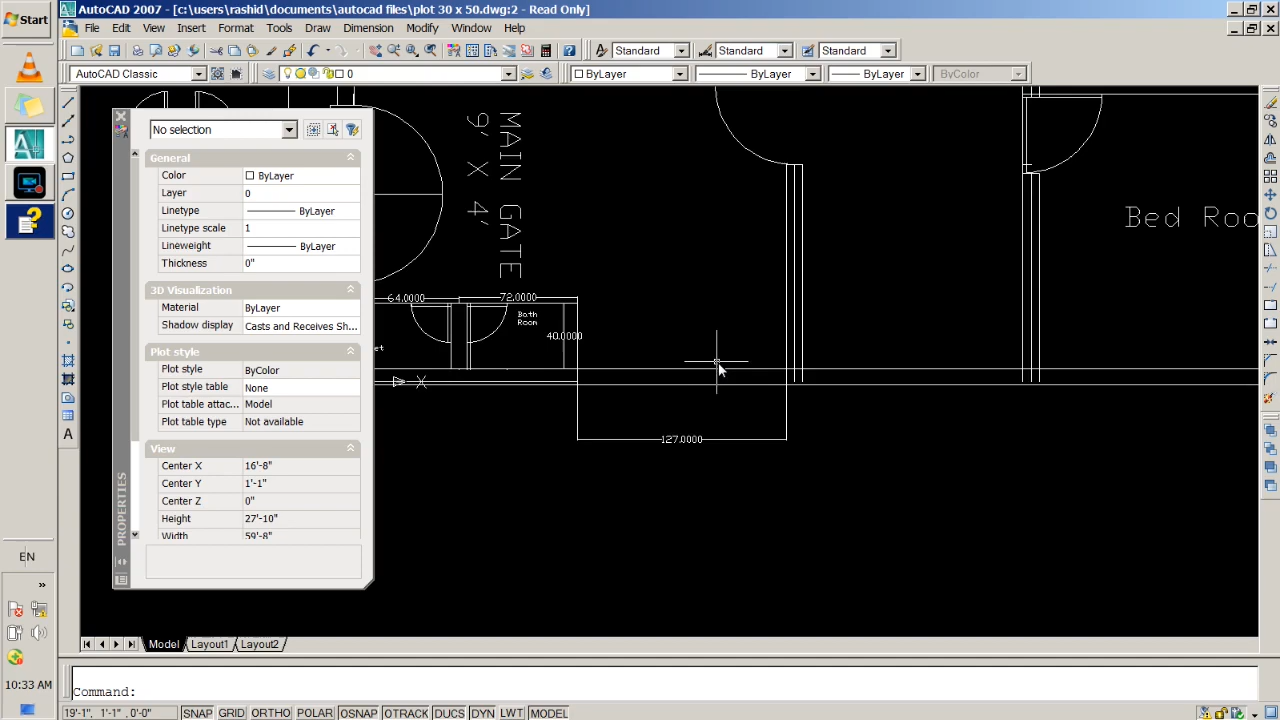 Start
AutoCAD 2007 - [c:\users\rashid\documents\autocad files\plot 30 x 50.dwg:2 - Read Only]
File Edit View Insert Format Tools Draw Dimension Modify Window Help
Standard Standard Standard
AutoCAD Classic 0 ByLayer ByLayer ByLayer ByColor
No selection
General
Color ByLayer
Layer 0
Linetype ByLayer
Linetype scale 1
Lineweight ByLayer
Thickness 0"
3D Visualization
Material ByLayer
Shadow display Casts and Receives Sh...
Plot style
Plot style ByColor
Plot style table None
Plot table attac... Model
Plot table type Not available
View
Center X 16'-8"
Center Y 1'-1"
Center Z 0"
Height 27'-10"
Width 59'-8"
PROPERTIES
MAIN GATE
9' X 4'
Bed Roo
64.0000 72.0000
Bath
Room
40.0000
et
X
127.0000
Model Layout1 Layout2
Command:
19'-1", 1'-1" , 0'-0" SNAP GRID ORTHO POLAR OSNAP OTRACK DUCS DYN LWT MODEL
EN
10:33 AM